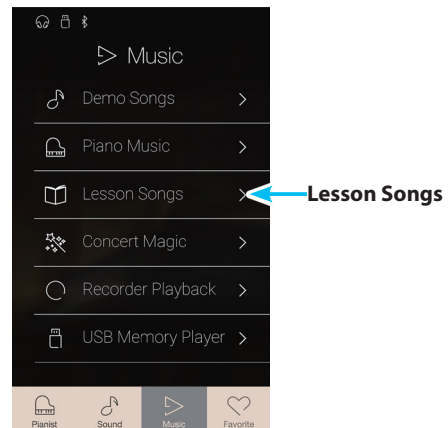 Music
Demo Songs
Piano Music
Lesson Songs
Lesson Songs
Concert Magic
Recorder Playback
USB Memory Player
Pianist Sound Music Favorite